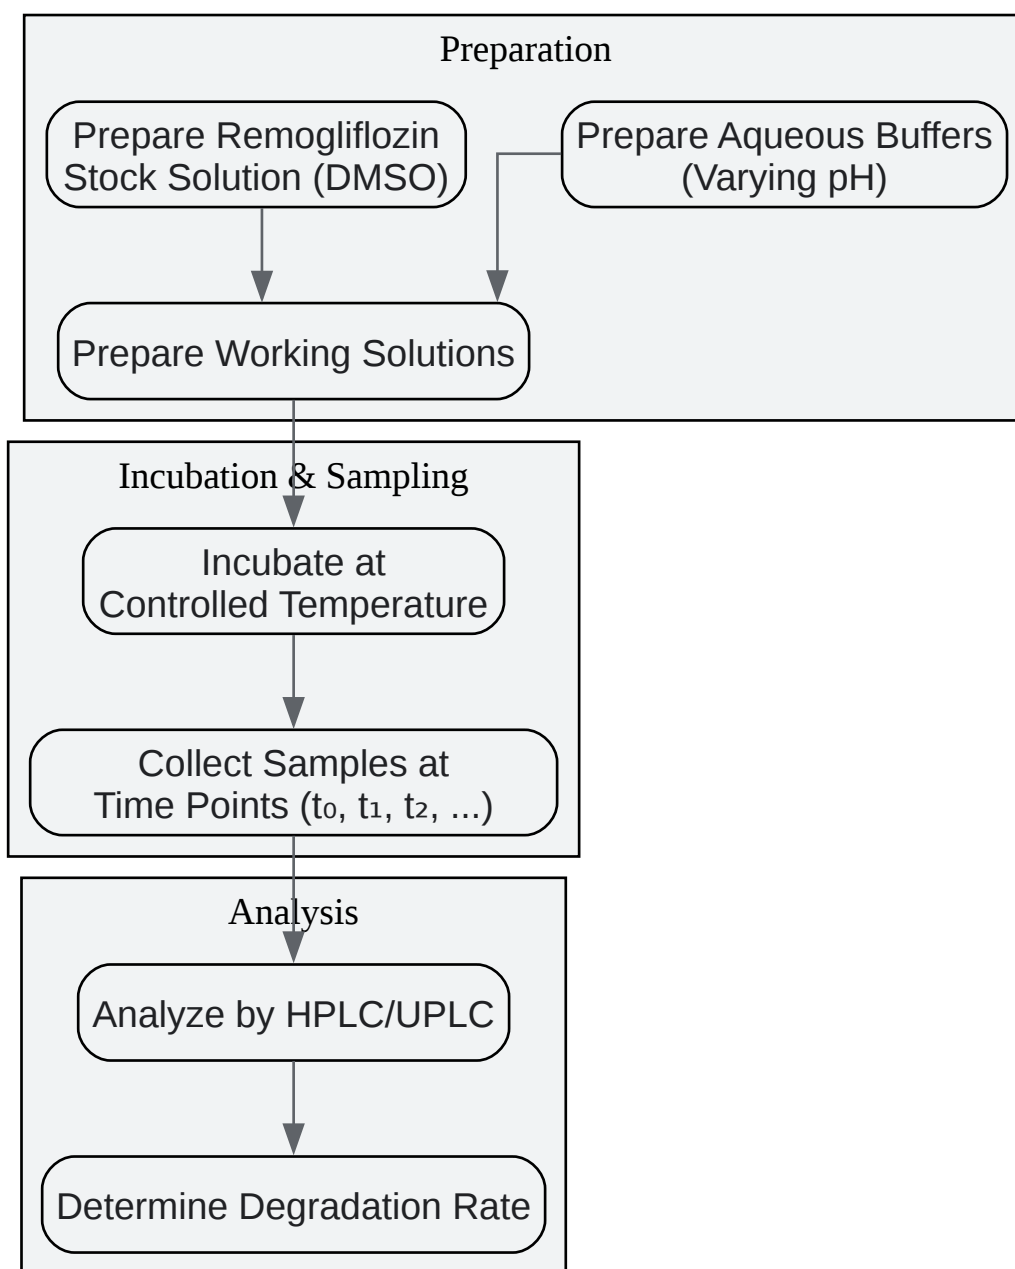 Preparation
Prepare Remogliflozin
Stock Solution (DMSO)
Prepare Aqueous Buffers
(Varying pH)
Prepare Working Solutions
Incubation & Sampling
Incubate at
Controlled Temperature
Collect Samples at
Time Points (t₀, t₁, t₂, ...)
Analysis
Analyze by HPLC/UPLC
Determine Degradation Rate